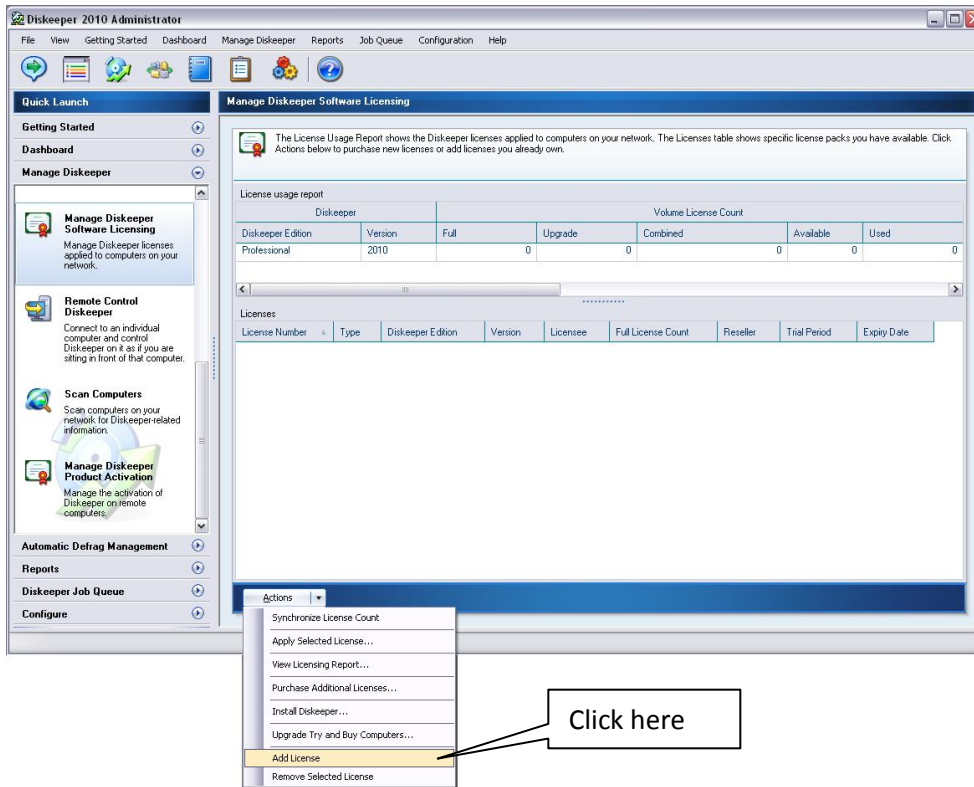 Diskeeper 2010 Administrator
File View Getting Started Dashboard Manage Diskeeper Reports Job Queue Configuration Help
Quick Launch
Getting Started
Dashboard
Manage Diskeeper
Manage Diskeeper
Software Licensing
Manage Diskeeper licenses
applied to computers on your
network.
Remote Control
Diskeeper
Connect to an individual
computer and control
Diskeeper on it as if you are
sitting in front of that computer.
Scan Computers
Scan computers on your
network for Diskeeper-related
information.
Manage Diskeeper
Product Activation
Manage the activation of
Diskeeper on remote
computers.
Automatic Defrag Management
Reports
Diskeeper Job Queue
Configure
Manage Diskeeper Software Licensing
The License Usage Report shows the Diskeeper licenses applied to computers on your network. The Licenses table shows specific license packs you have available. Click
Actions below to purchase new licenses or add licenses you already own.
License usage report
Diskeeper Volume License Count
Diskeeper Edition Version Full Upgrade Combined Available Used
Professional 2010 0 0 0 0 0
Licenses
License Number Type Diskeeper Edition Version Licensee Full License Count Reseller Trial Period Expiry Date
Actions
Synchronize License Count
Apply Selected License...
View Licensing Report...
Purchase Additional Licenses...
Install Diskeeper...
Upgrade Try and Buy Computers...
Add License
Remove Selected License
Click here